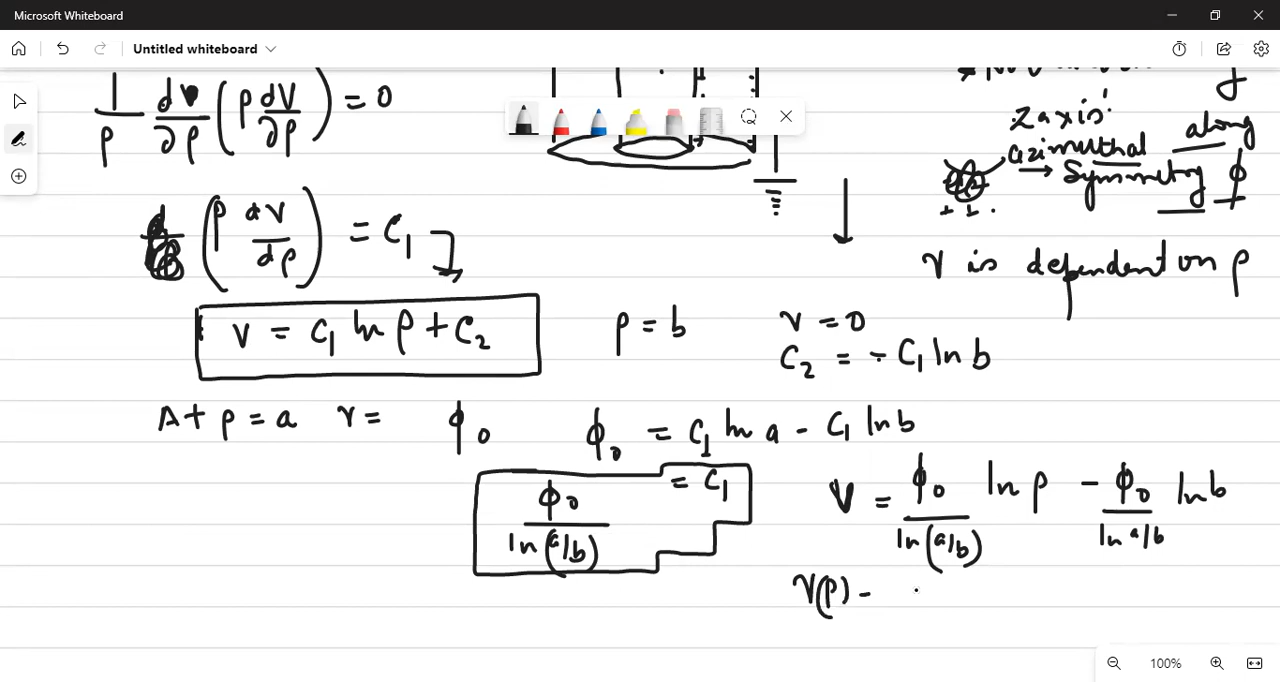 Microsoft Whiteboard
Untitled whiteboard
1/ρ dV/∂ρ (ρ dV/∂ρ) = 0
z axis!
azimuthal along
→ Symmetry ϕ
+ + .
(ρ dV/dρ) = C₁
V is dependent on ρ
V = C₁ ln ρ + C₂
ρ = b V = 0
C₂ = - C₁ ln b
At ρ = a V = ϕ₀ ϕ₀ = C₁ ln a - C₁ ln b
ϕ₀/ln(a/b) = C₁
V = ϕ₀/ln(a/b) ln ρ - ϕ₀/ln a/b ln b
V(ρ) -
100%